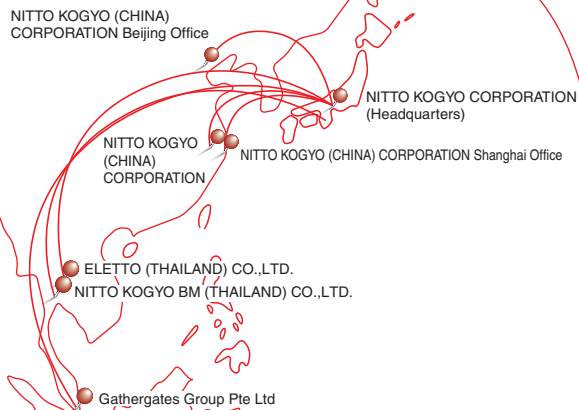 NITTO KOGYO (CHINA)
CORPORATION Beijing Office
NITTO KOGYO CORPORATION
(Headquarters)
NITTO KOGYO
(CHINA)
CORPORATION
NITTO KOGYO (CHINA) CORPORATION Shanghai Office
ELETTO (THAILAND) CO.,LTD.
NITTO KOGYO BM (THAILAND) CO.,LTD.
Gathergates Group Pte Ltd